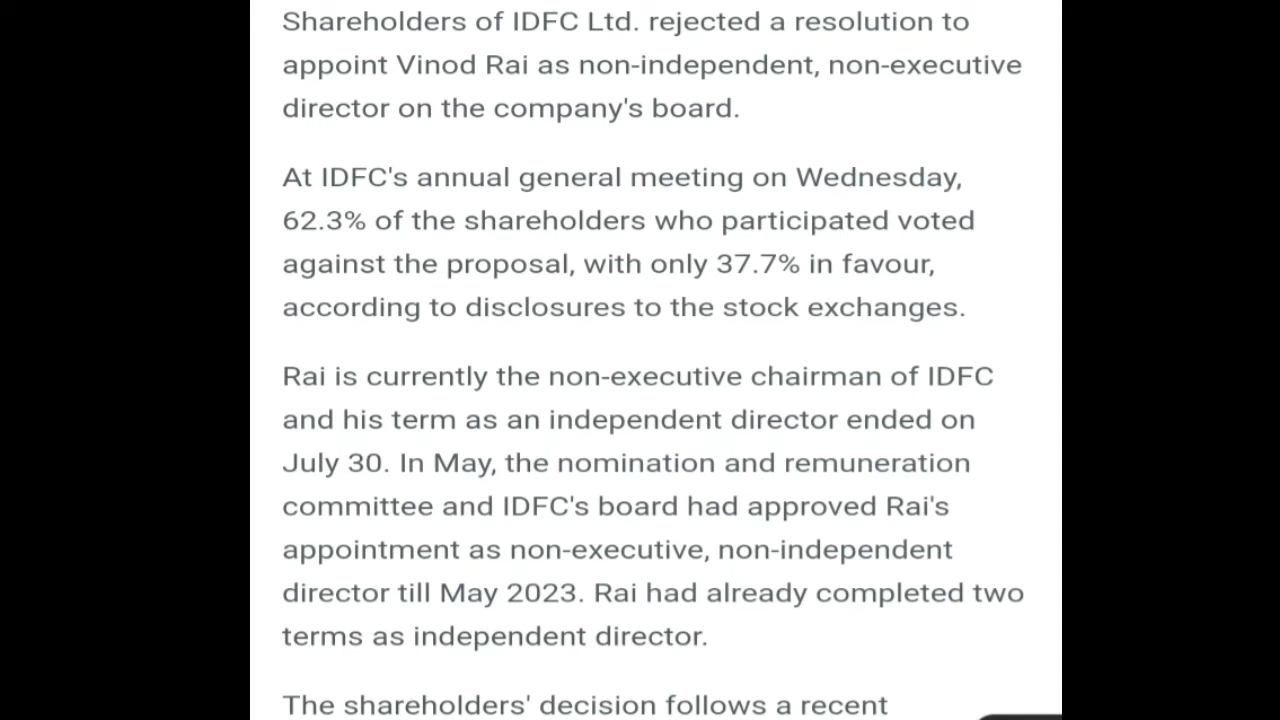 Shareholders of IDFC Ltd. rejected a resolution to
appoint Vinod Rai as non-independent, non-executive
director on the company's board.
At IDFC's annual general meeting on Wednesday,
62.3% of the shareholders who participated voted
against the proposal, with only 37.7% in favour,
according to disclosures to the stock exchanges.
Rai is currently the non-executive chairman of IDFC
and his term as an independent director ended on
July 30. In May, the nomination and remuneration
committee and IDFC's board had approved Rai's
appointment as non-executive, non-independent
director till May 2023. Rai had already completed two
terms as independent director.
The shareholders' decision follows a recent